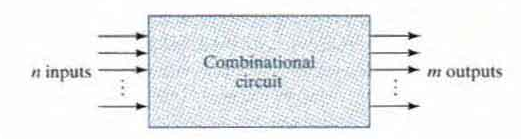 n inputs
Combinational
circuit
m outputs